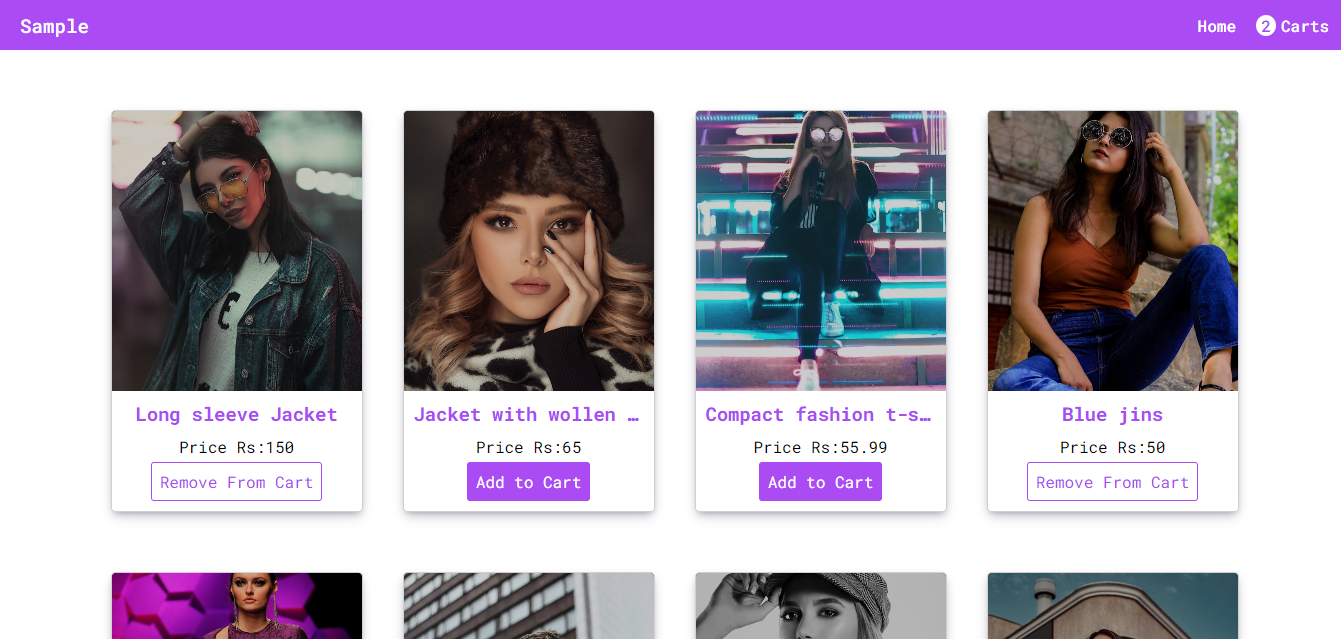 Sample
Home 2 Carts
Long sleeve Jacket
Price Rs:150
Remove From Cart
Jacket with wollen …
Price Rs:65
Add to Cart
Compact fashion t-s…
Price Rs:55.99
Add to Cart
Blue jins
Price Rs:50
Remove From Cart